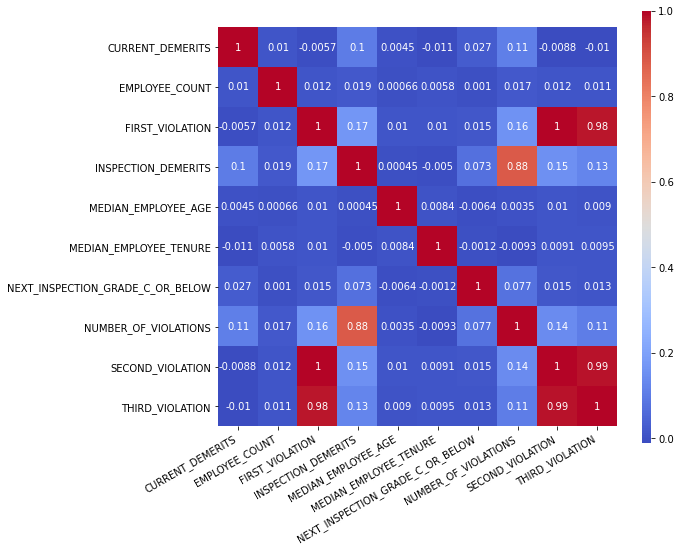 CURRENT_DEMERITS 1 0.01 -0.0057 0.1 0.0045 -0.011 0.027 0.11 -0.0088 -0.01
EMPLOYEE_COUNT 0.01 1 0.012 0.019 0.00066 0.0058 0.001 0.017 0.012 0.011
FIRST_VIOLATION -0.0057 0.012 1 0.17 0.01 0.01 0.015 0.16 1 0.98
INSPECTION_DEMERITS 0.1 0.019 0.17 1 0.00045 -0.005 0.073 0.88 0.15 0.13
MEDIAN_EMPLOYEE_AGE 0.0045 0.00066 0.01 0.00045 1 0.0084 -0.0064 0.0035 0.01 0.009
MEDIAN_EMPLOYEE_TENURE -0.011 0.0058 0.01 -0.005 0.0084 1 -0.0012 -0.0093 0.0091 0.0095
NEXT_INSPECTION_GRADE_C_OR_BELOW 0.027 0.001 0.015 0.073 -0.0064 -0.0012 1 0.077 0.015 0.013
NUMBER_OF_VIOLATIONS 0.11 0.017 0.16 0.88 0.0035 -0.0093 0.077 1 0.14 0.11
SECOND_VIOLATION -0.0088 0.012 1 0.15 0.01 0.0091 0.015 0.14 1 0.99
THIRD_VIOLATION -0.01 0.011 0.98 0.13 0.009 0.0095 0.013 0.11 0.99 1
CURRENT_DEMERITS
EMPLOYEE_COUNT
FIRST_VIOLATION
INSPECTION_DEMERITS
MEDIAN_EMPLOYEE_AGE
MEDIAN_EMPLOYEE_TENURE
NEXT_INSPECTION_GRADE_C_OR_BELOW
NUMBER_OF_VIOLATIONS
SECOND_VIOLATION
THIRD_VIOLATION
1.0
0.8
0.6
0.4
0.2
0.0